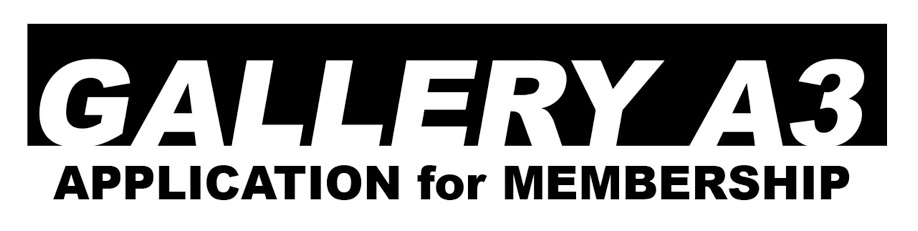 GALLERY A3
APPLICATION for MEMBERSHIP